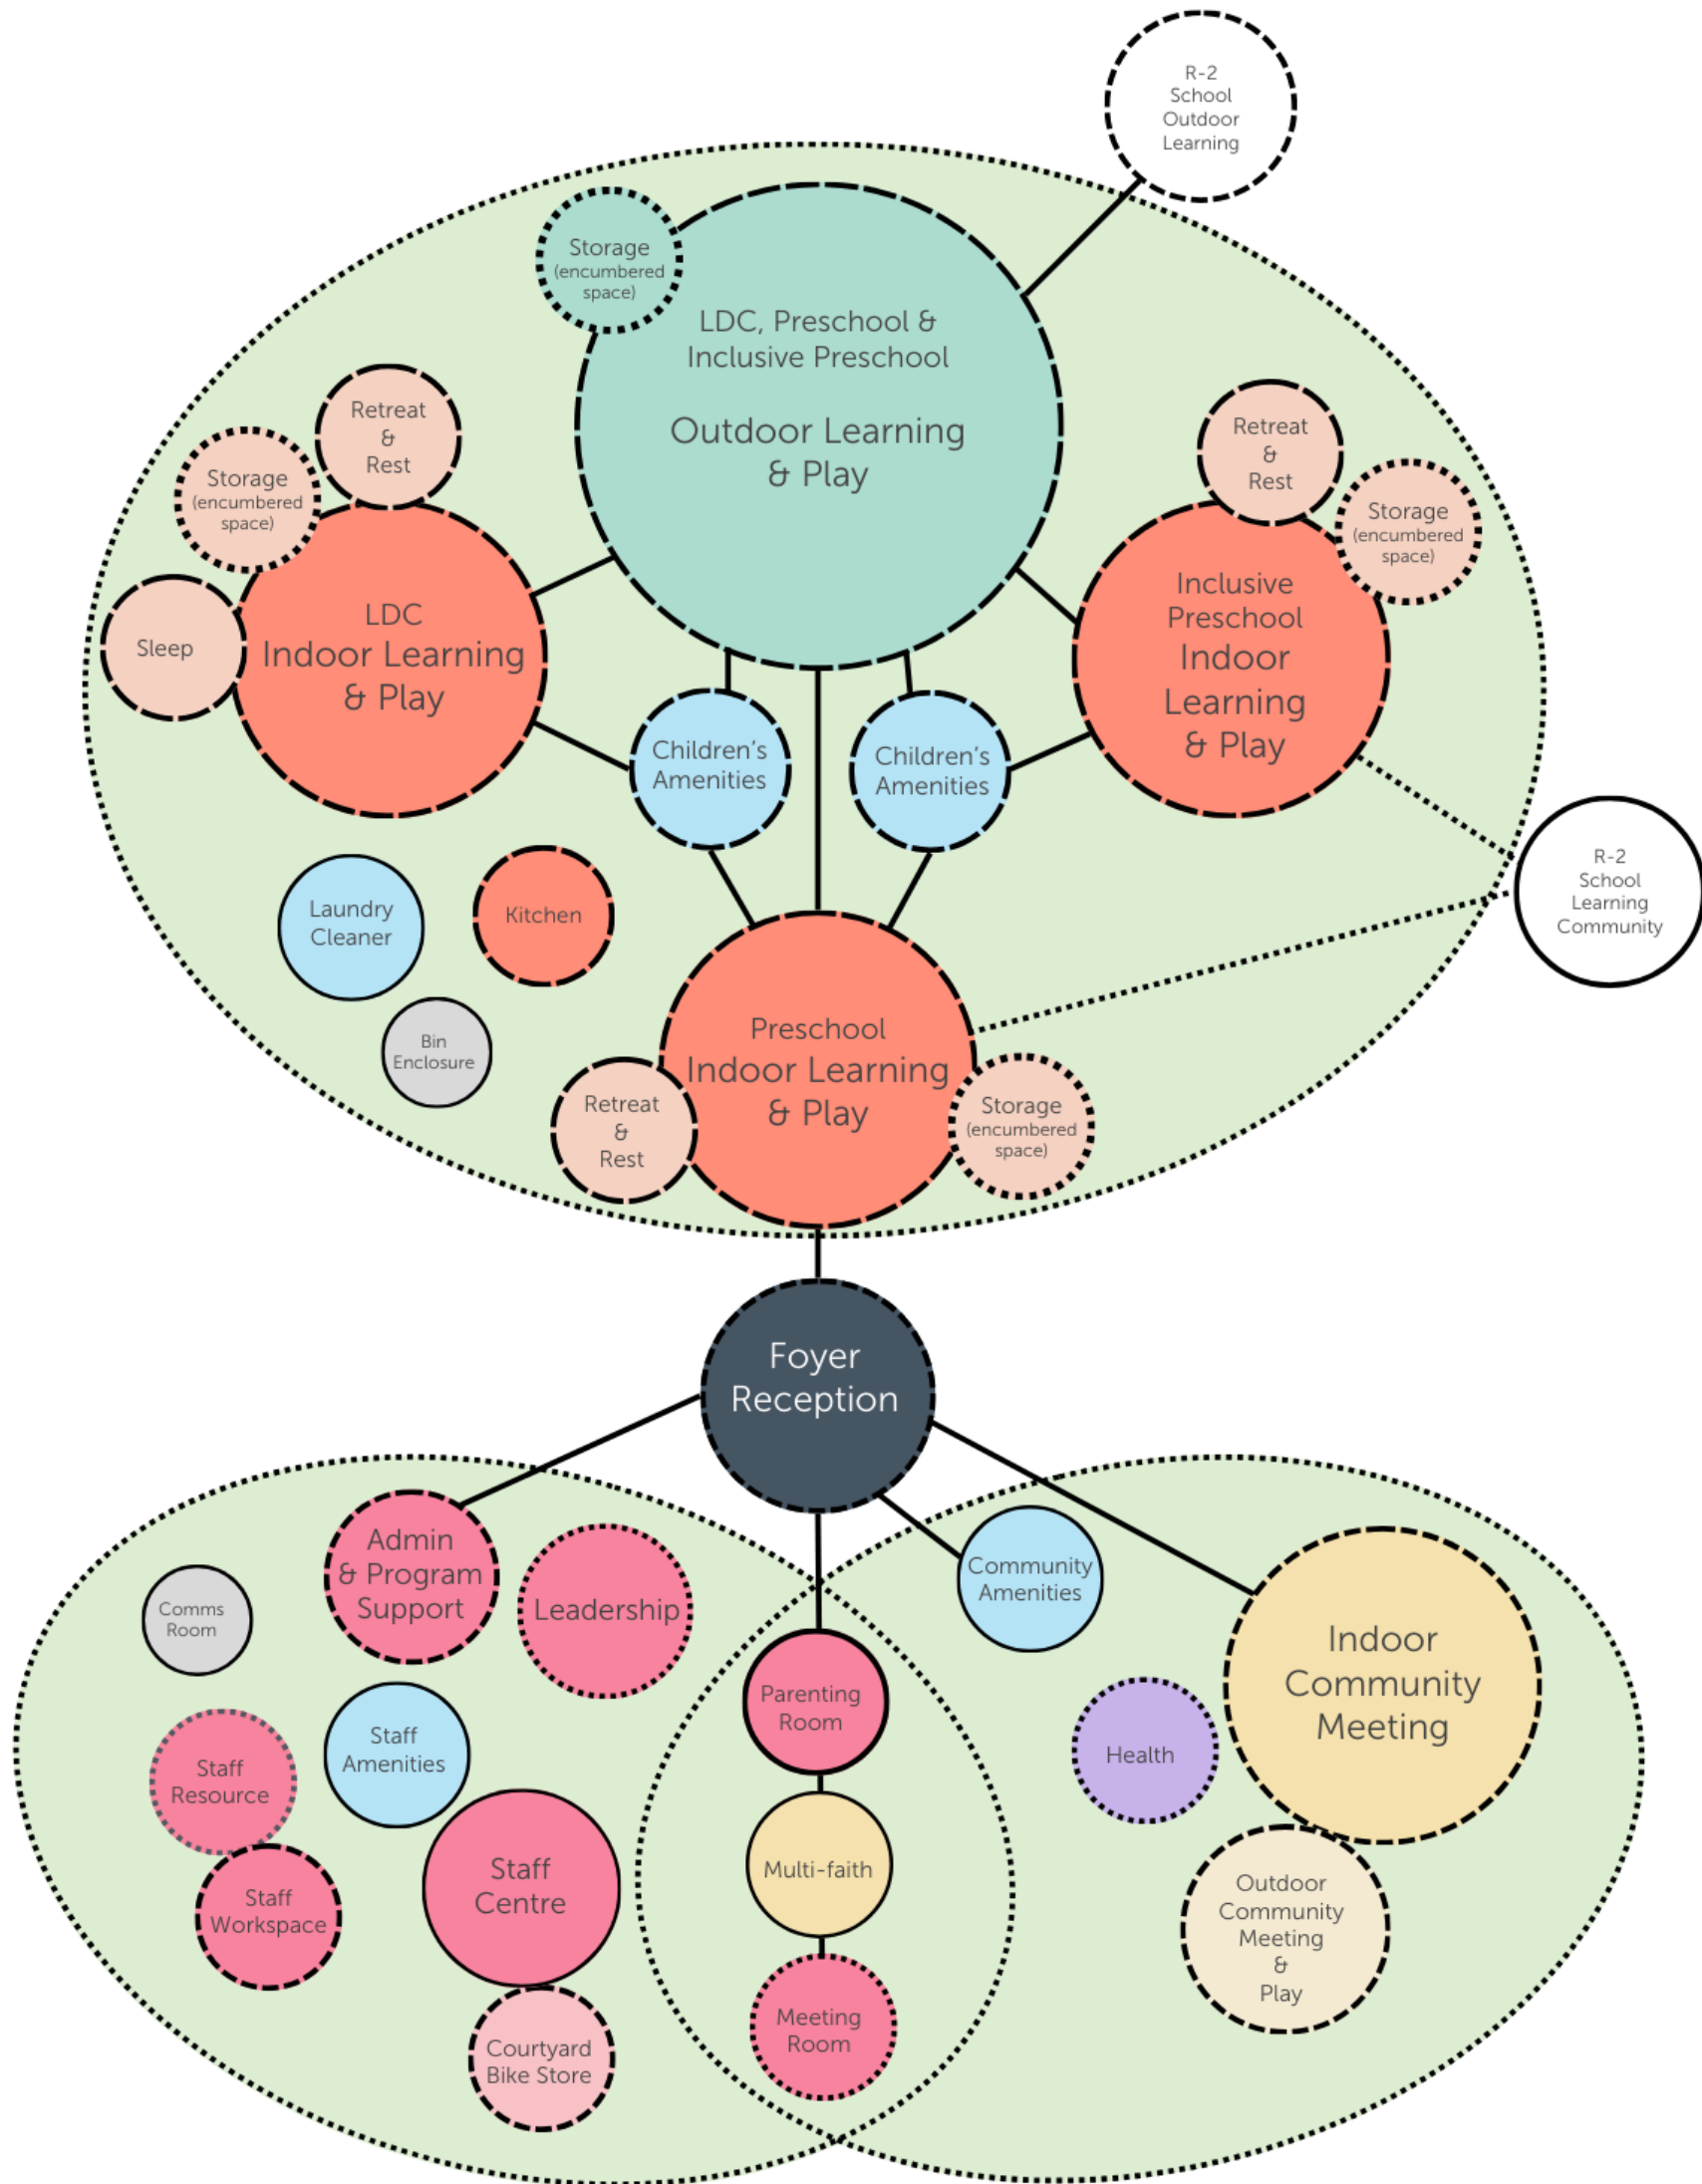 R-2
School
Outdoor
Learning
Storage
(encumbered
space)
LDC, Preschool &
Inclusive Preschool
Outdoor Learning
& Play
Retreat
&
Rest
Storage
(encumbered
space)
Sleep
LDC
Indoor Learning
& Play
Retreat
&
Rest
Storage
(encumbered
space)
Inclusive
Preschool
Indoor
Learning
& Play
Children's
Amenities
Children's
Amenities
R-2
School
Learning
Community
Laundry
Cleaner
Kitchen
Bin
Enclosure
Preschool
Indoor Learning
& Play
Retreat
&
Rest
Storage
(encumbered
space)
Foyer
Reception
Admin
& Program
Support
Leadership
Comms
Room
Staff
Amenities
Staff
Resource
Staff
Workspace
Staff
Centre
Courtyard
Bike Store
Parenting
Room
Multi-faith
Meeting
Room
Community
Amenities
Indoor
Community
Meeting
Health
Outdoor
Community
Meeting
&
Play